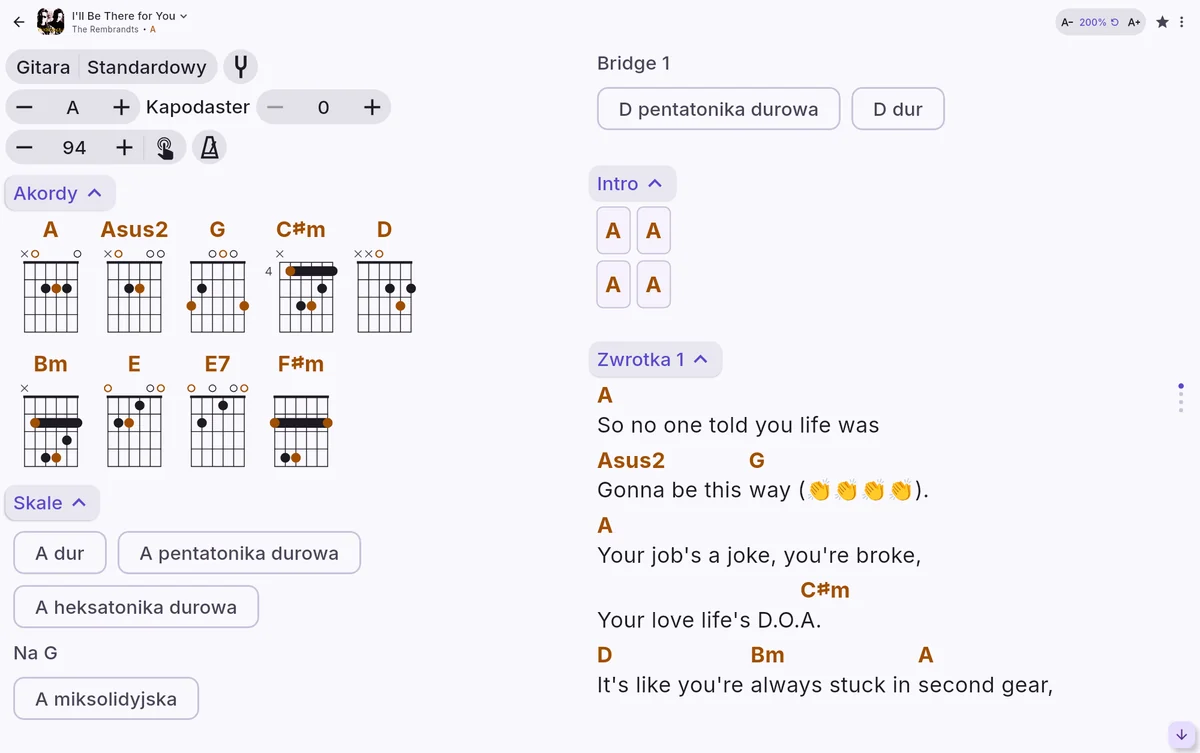 I'll Be There for You
The Rembrandts • A
A- 200% A+
Gitara Standardowy
− A + Kapodaster − 0 +
− 94 +
Akordy
A Asus2 G C♯m D
4
Bm E E7 F♯m
Skale
A dur A pentatonika durowa
A heksatonika durowa
Na G
A miksolidyjska
Bridge 1
D pentatonika durowa D dur
Intro
A A
A A
Zwrotka 1
A
So no one told you life was
Asus2 G
Gonna be this way (👏👏👏👏).
A
Your job's a joke, you're broke,
C♯m
Your love life's D.O.A.
D Bm A
It's like you're always stuck in second gear,